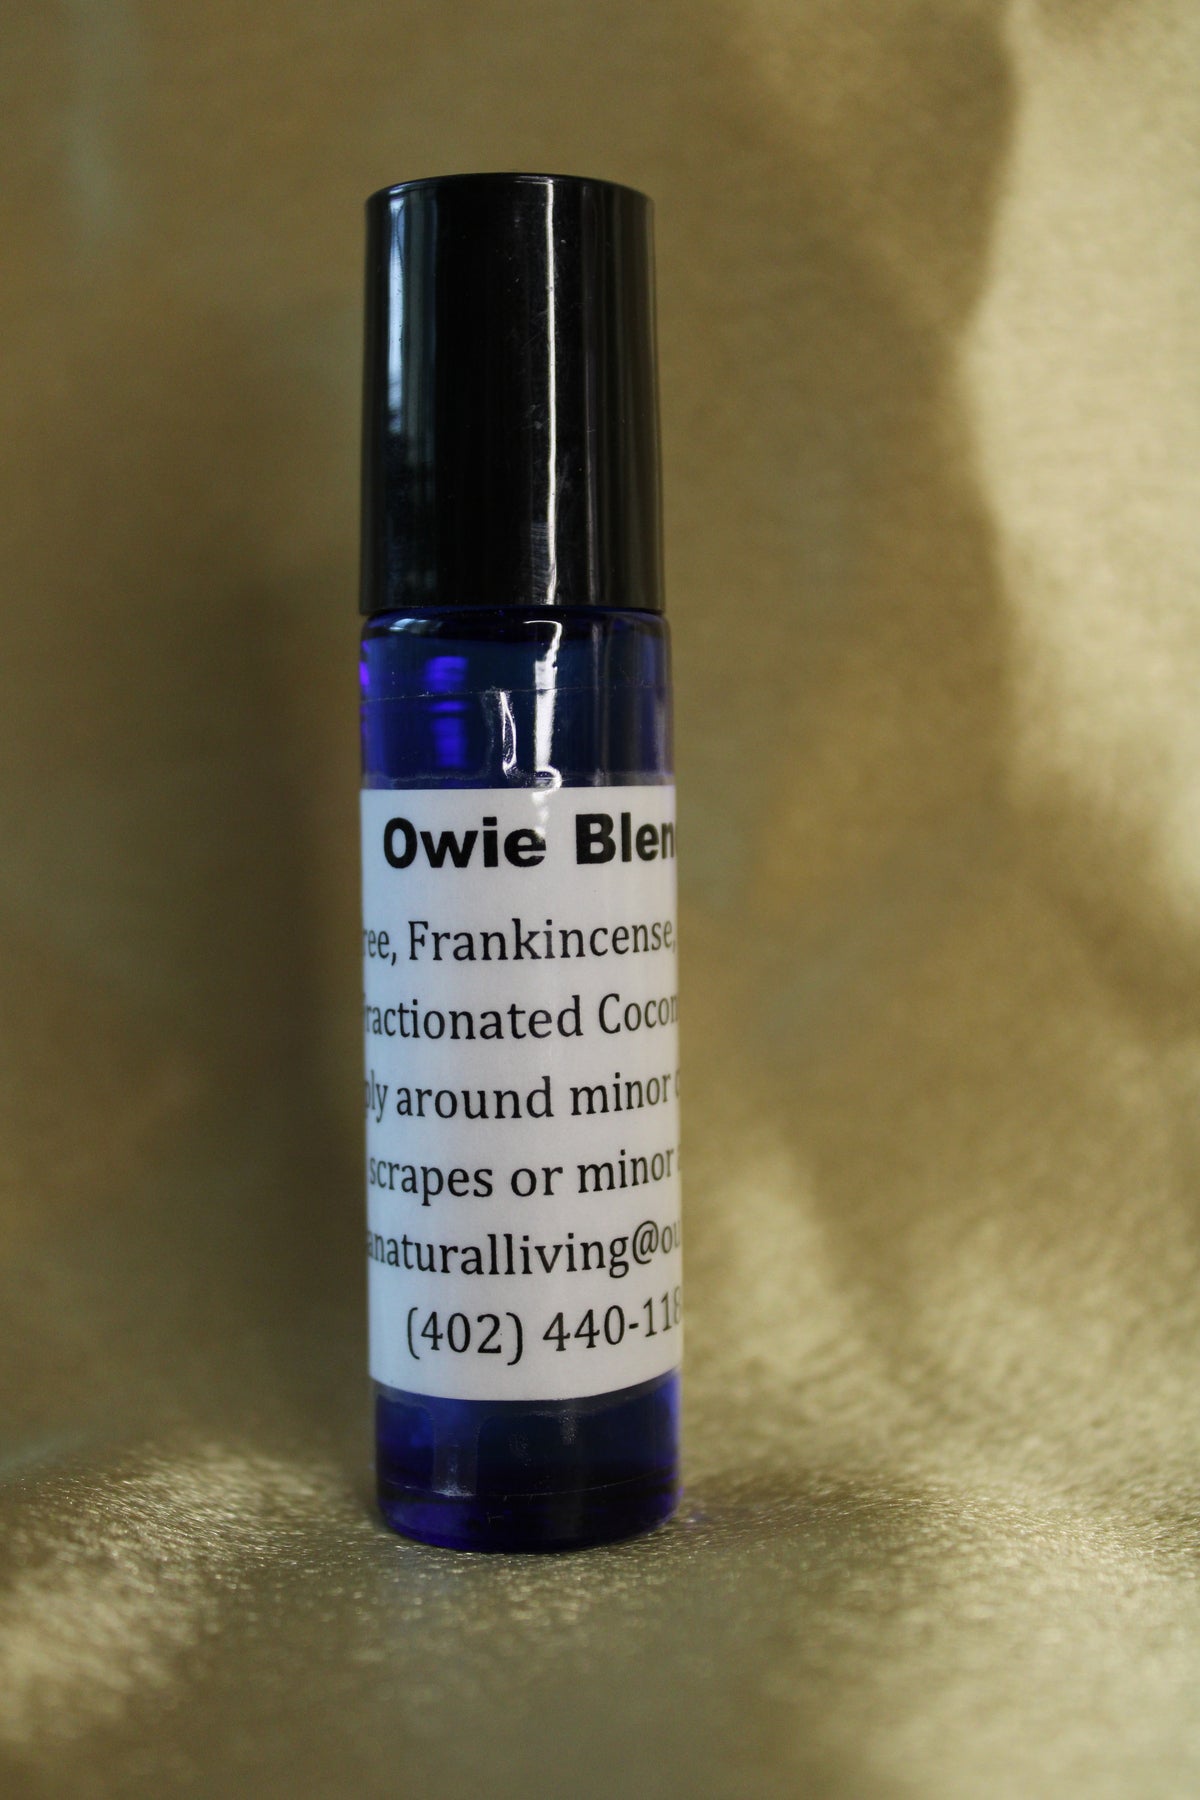 Owie Blen
ree, Frankincense,
ractionated Cocon
ply around minor
scrapes or minor
anaturalliving@ou
(402) 440-118